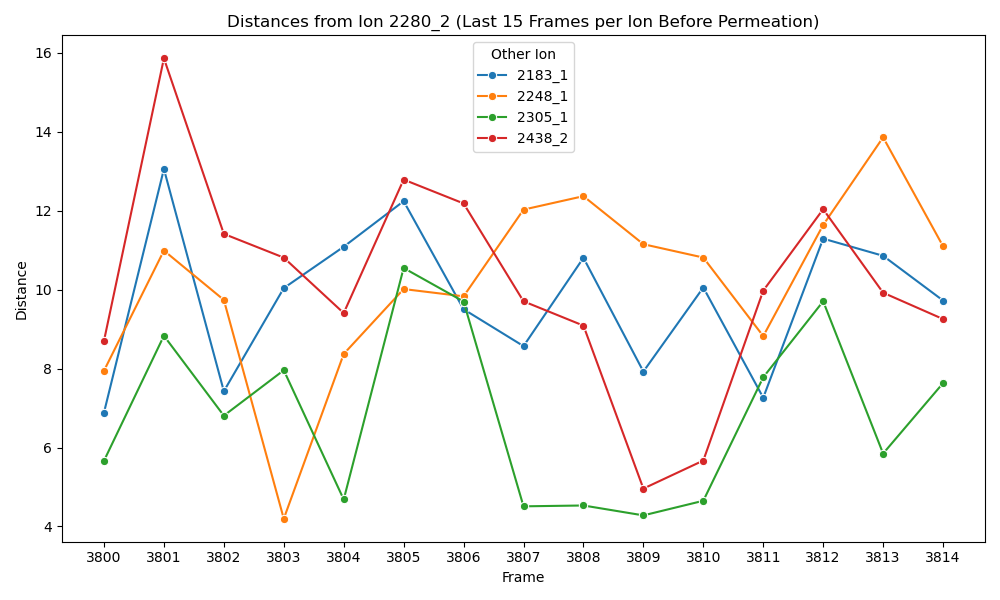 Distances from Ion 2280_2 (Last 15 Frames per Ion Before Permeation)
Other Ion
2183_1
2248_1
2305_1
2438_2
Distance
16
14
12
10
8
6
4
3800 3801 3802 3803 3804 3805 3806 3807 3808 3809 3810 3811 3812 3813 3814
Frame